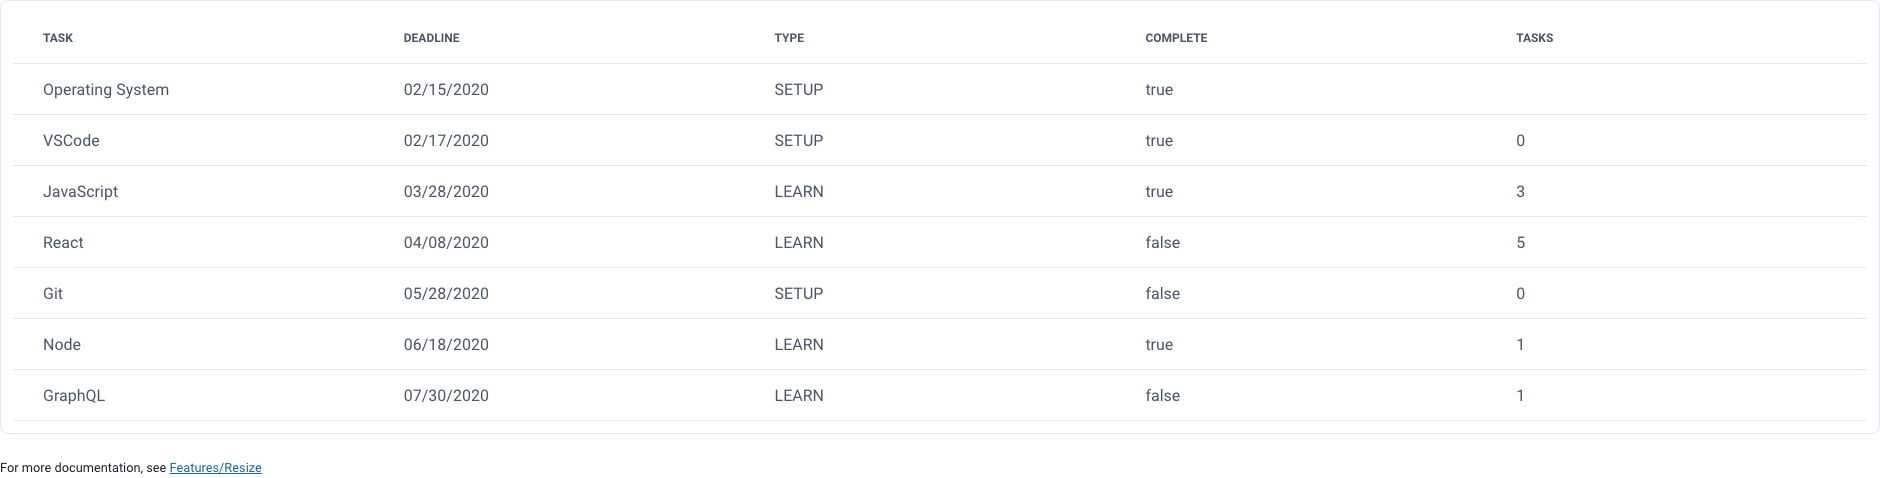 TASK DEADLINE TYPE COMPLETE TASKS
Operating System 02/15/2020 SETUP true
VSCode 02/17/2020 SETUP true 0
JavaScript 03/28/2020 LEARN true 3
React 04/08/2020 LEARN false 5
Git 05/28/2020 SETUP false 0
Node 06/18/2020 LEARN true 1
GraphQL 07/30/2020 LEARN false 1
For more documentation, see Features/Resize